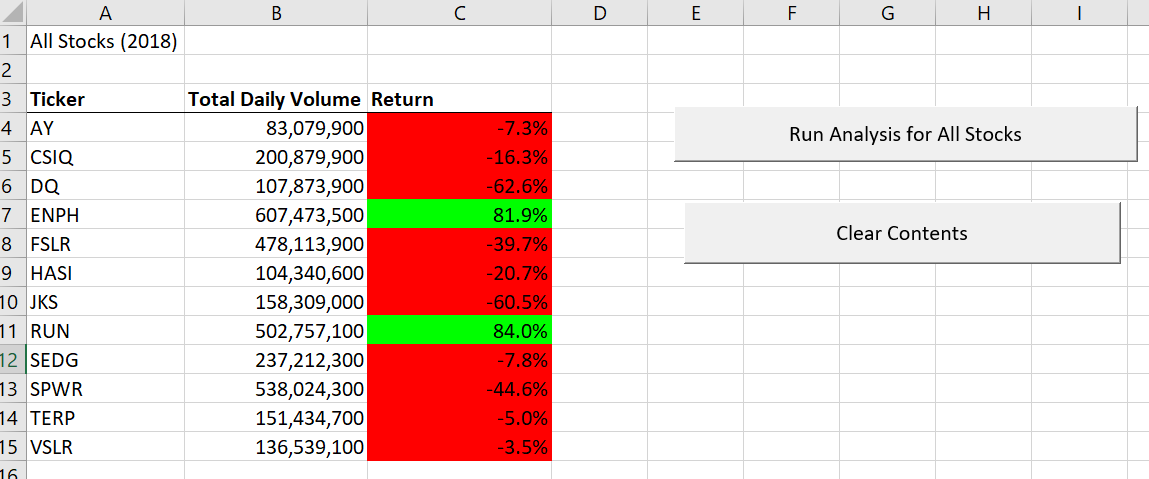 A B C D E F G H I
1 All Stocks (2018)
2
3 Ticker Total Daily Volume Return
4 AY 83,079,900 -7.3%
Run Analysis for All Stocks
5 CSIQ 200,879,900 -16.3%
6 DQ 107,873,900 -62.6%
7 ENPH 607,473,500 81.9%
Clear Contents
8 FSLR 478,113,900 -39.7%
9 HASI 104,340,600 -20.7%
10 JKS 158,309,000 -60.5%
11 RUN 502,757,100 84.0%
12 SEDG 237,212,300 -7.8%
13 SPWR 538,024,300 -44.6%
14 TERP 151,434,700 -5.0%
15 VSLR 136,539,100 -3.5%
16